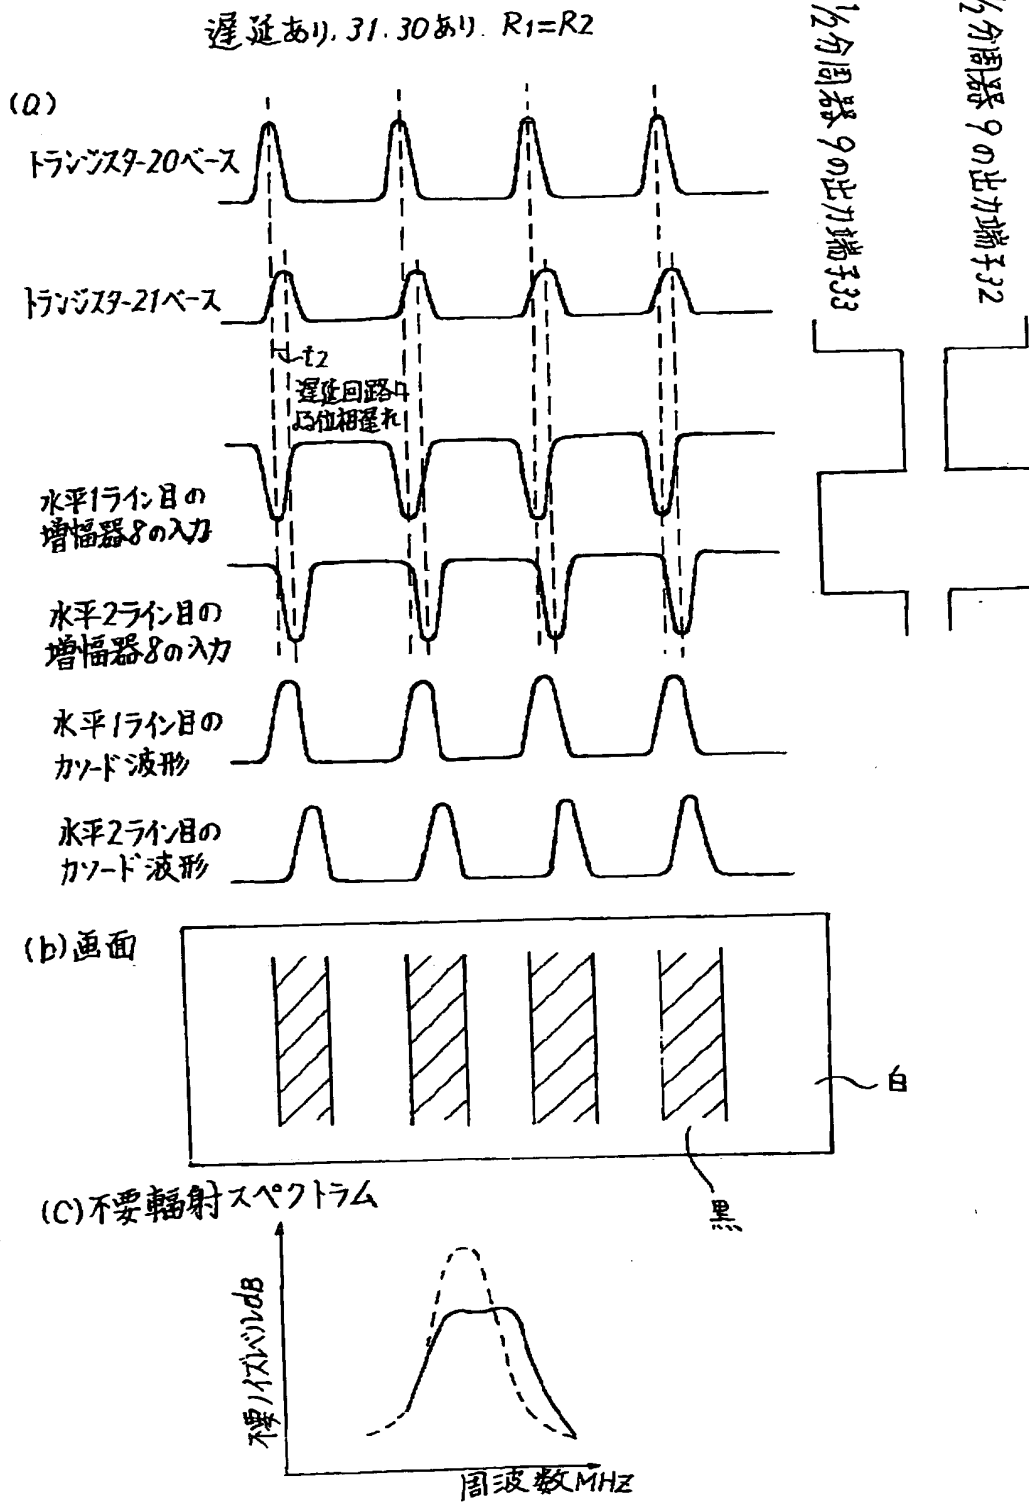 遅延あり、31、30あり R1=R2
(a)
トランジスター20ベース
トランジスター21ベース
t2
遅延回路に
よる位相遅れ
水平1ライン目の
増幅器8の入力
水平2ライン目の
増幅器8の入力
水平1ライン目の
カソード波形
水平2ライン目の
カソード波形
½分周器9の出力端子33
½分周器9の出力端子32
(b)画面
白
黒
(C)不要輻射スペクトラム
不要ノイズレベルdB
周波数MHZ